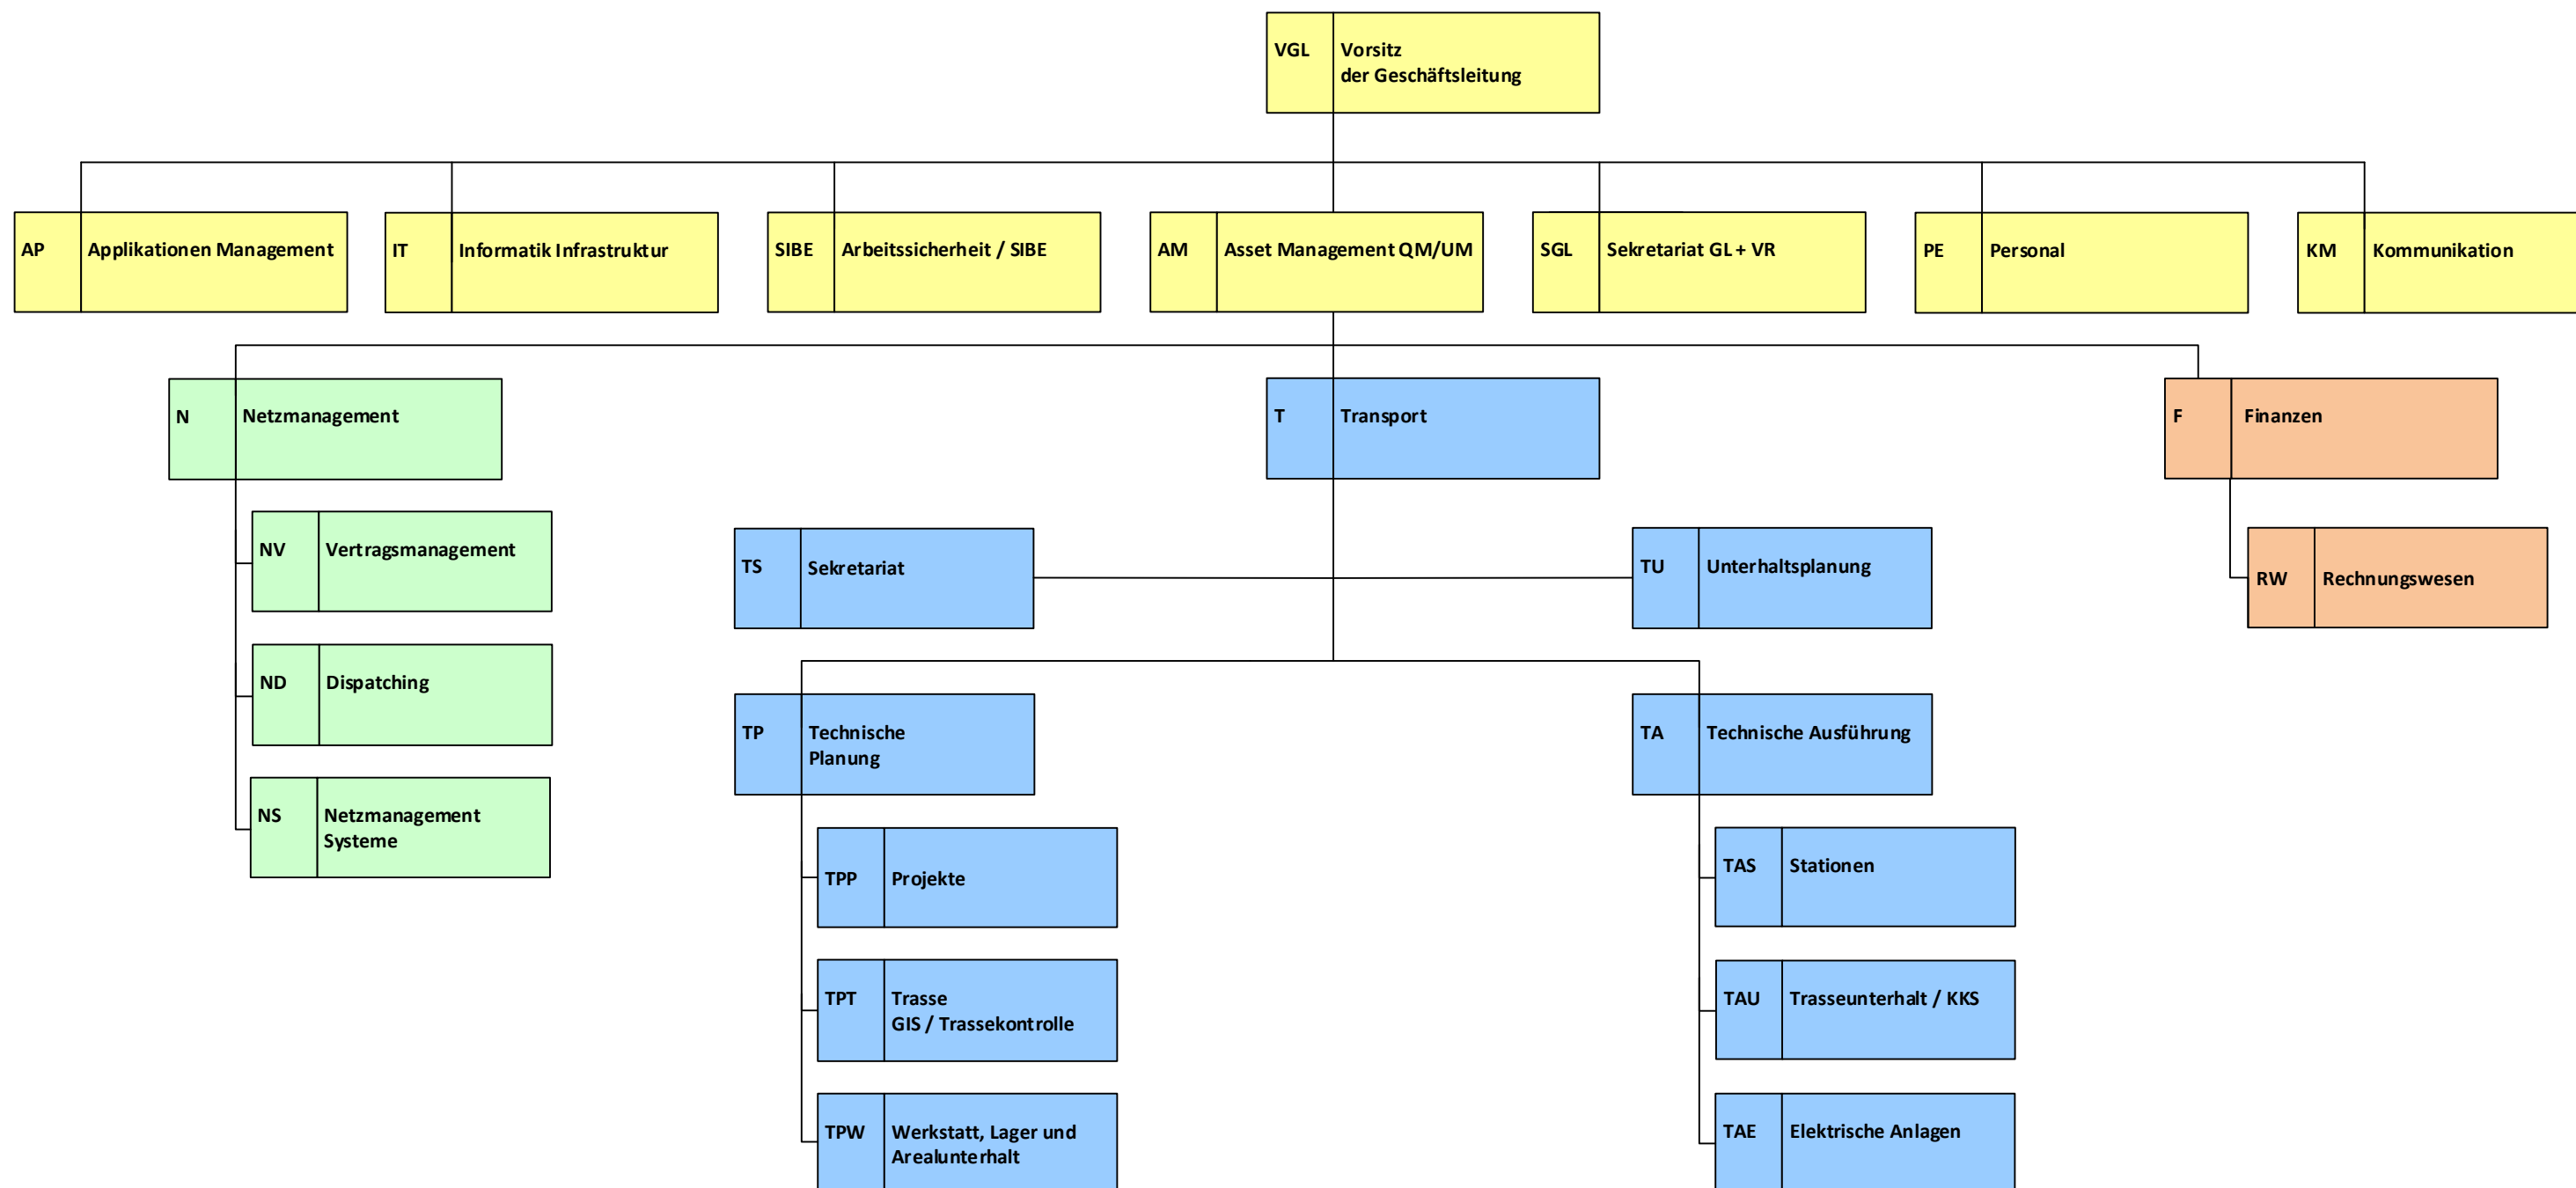 VGL
Vorsitz
der Geschäftsleitung
AP
Applikationen Management
IT
Informatik Infrastruktur
SIBE
Arbeitssicherheit / SIBE
AM
Asset Management QM/UM
SGL
Sekretariat GL + VR
PE
Personal
KM
Kommunikation
N
Netzmanagement
T
Transport
F
Finanzen
NV
Vertragsmanagement
TS
Sekretariat
TU
Unterhaltsplanung
RW
Rechnungswesen
ND
Dispatching
TP
Technische
Planung
TA
Technische Ausführung
NS
Netzmanagement
Systeme
TPP
Projekte
TAS
Stationen
TPT
Trasse
GIS / Trassekontrolle
TAU
Trasseunterhalt / KKS
TPW
Werkstatt, Lager und
Arealunterhalt
TAE
Elektrische Anlagen